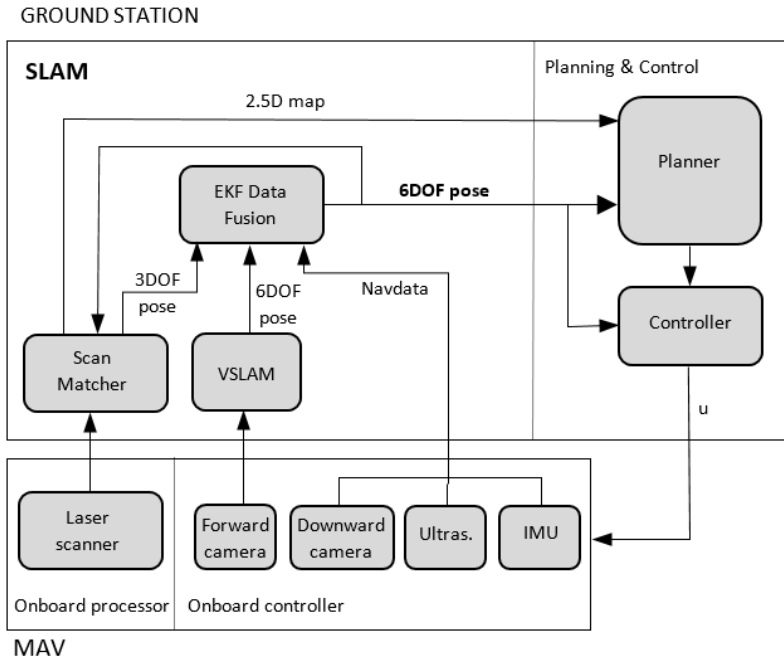 GROUND STATION
SLAM
Planning & Control
2.5D map
Planner
EKF Data
Fusion
6DOF pose
3DOF
pose
6DOF
pose
Navdata
Controller
Scan
Matcher
VSLAM
u
Laser
scanner
Forward
camera
Downward
camera
Ultras.
IMU
Onboard processor
Onboard controller
MAV